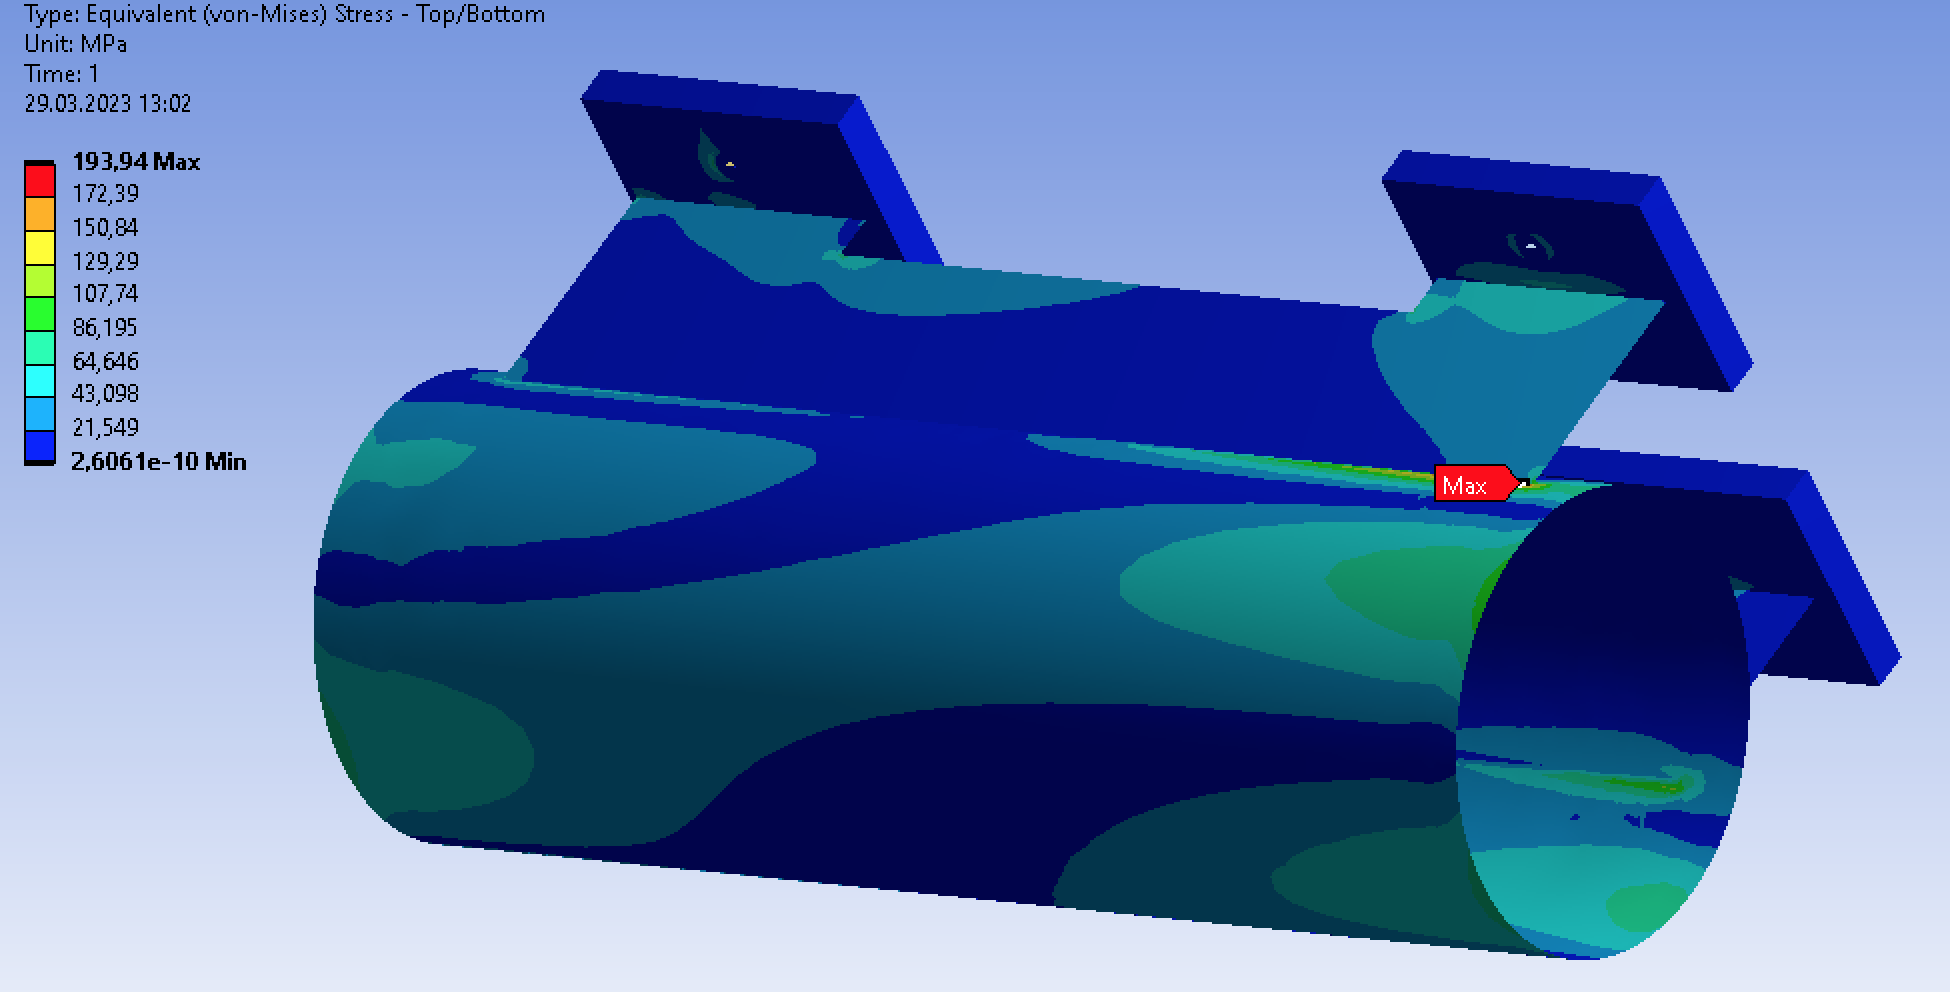 Type: Equivalent (von-Mises) Stress - Top/Bottom
Unit: MPa
Time: 1
29.03.2023 13:02
193,94 Max
172,39
150,84
129,29
107,74
86,195
64,646
43,098
21,549
2,6061e-10 Min
Max